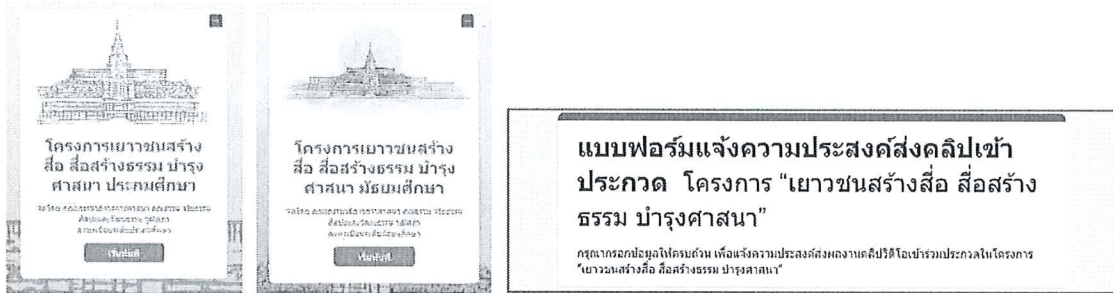 โครงการเยาวชนสร้าง
สื่อ สื่อสร้างธรรม บำรุง
ศาสนา ประถมศึกษา
เริ่มทันที
โครงการเยาวชนสร้าง
สื่อ สื่อสร้างธรรม บำรุง
ศาสนา มัธยมศึกษา
เริ่มทันที
แบบฟอร์มแจ้งความประสงค์ส่งคลิปเข้า
ประกวด โครงการ “เยาวชนสร้างสื่อ สื่อสร้าง
ธรรม บำรุงศาสนา”
กรุณากรอกข้อมูลให้ครบถ้วน เพื่อแจ้งความประสงค์ส่งผลงานคลิปวิดีโอเข้าร่วมประกวดในโครงการ
"เยาวชนสร้างสื่อ สื่อสร้างธรรม บำรุงศาสนา"